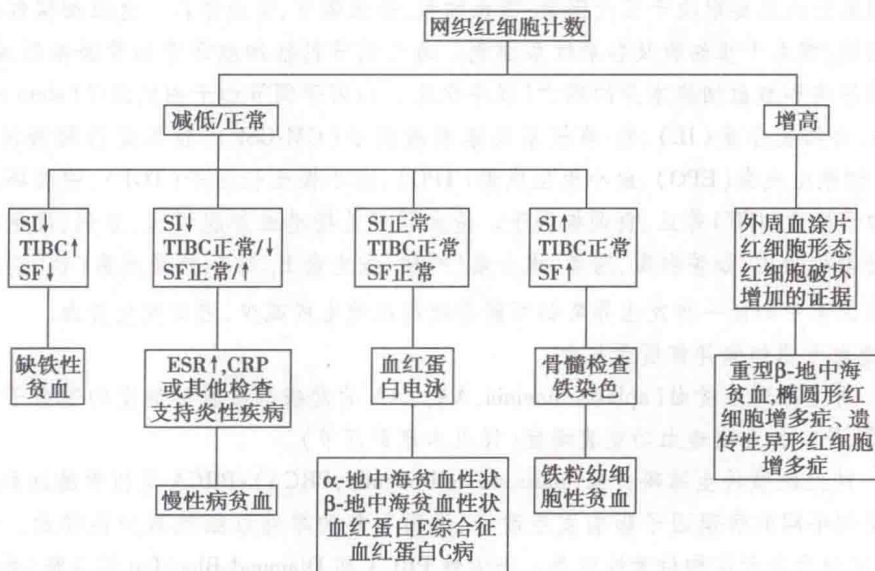 网织红细胞计数
减低/正常
增高
SI↓
TIBC↑
SF↓
SI↓
TIBC正常/↓
SF正常/↑
SI正常
TIBC正常
SF正常
SI↑
TIBC正常
SF↑
外周血涂片
红细胞形态
红细胞破坏
增加的证据
缺铁性
贫血
ESR↑,CRP
或其他检查
支持炎性疾病
血红蛋
白电泳
骨髓检查
铁染色
重型β-地中海
贫血,椭圆形红
细胞增多症、遗
传性异形红细胞
增多症
慢性病贫血
α-地中海贫血性状
β-地中海贫血性状
血红蛋白E综合征
血红蛋白C病
铁粒幼细
胞性贫血